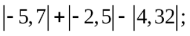 |− 5,7| + |− 2,5| − |4,32|;